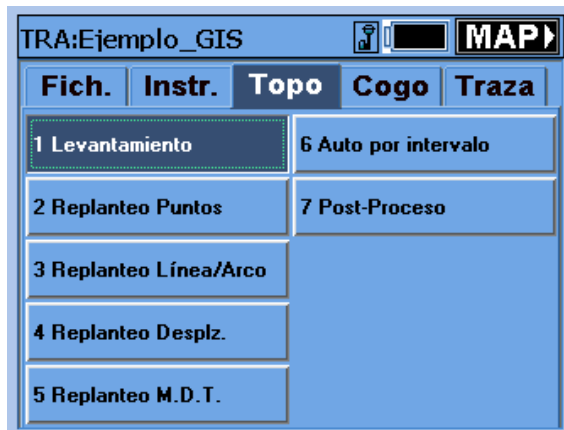 TRA:Ejemplo_GIS MAP
Fich. Instr. Topo Cogo Traza
1 Levantamiento
2 Replanteo Puntos
3 Replanteo Línea/Arco
4 Replanteo Desplz.
5 Replanteo M.D.T.
6 Auto por intervalo
7 Post-Proceso